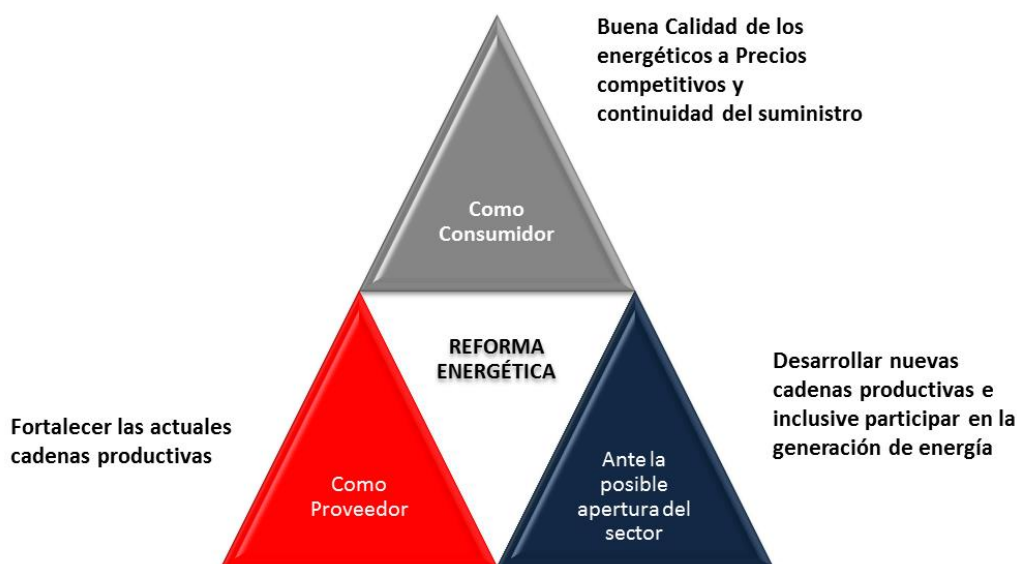 Buena Calidad de los
energéticos a Precios
competitivos y
continuidad del suministro
Como
Consumidor
REFORMA
ENERGÉTICA
Desarrollar nuevas
cadenas productivas e
inclusive participar en la
generación de energía
Fortalecer las actuales
cadenas productivas
Como
Proveedor
Ante la
posible
apertura del
sector